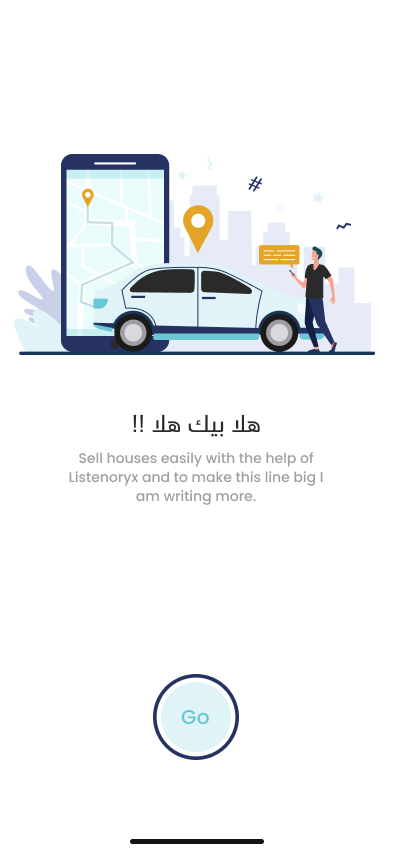 #
هلا بيك هلا !!
Sell houses easily with the help of
Listenoryx and to make this line big I
am writing more.
Go